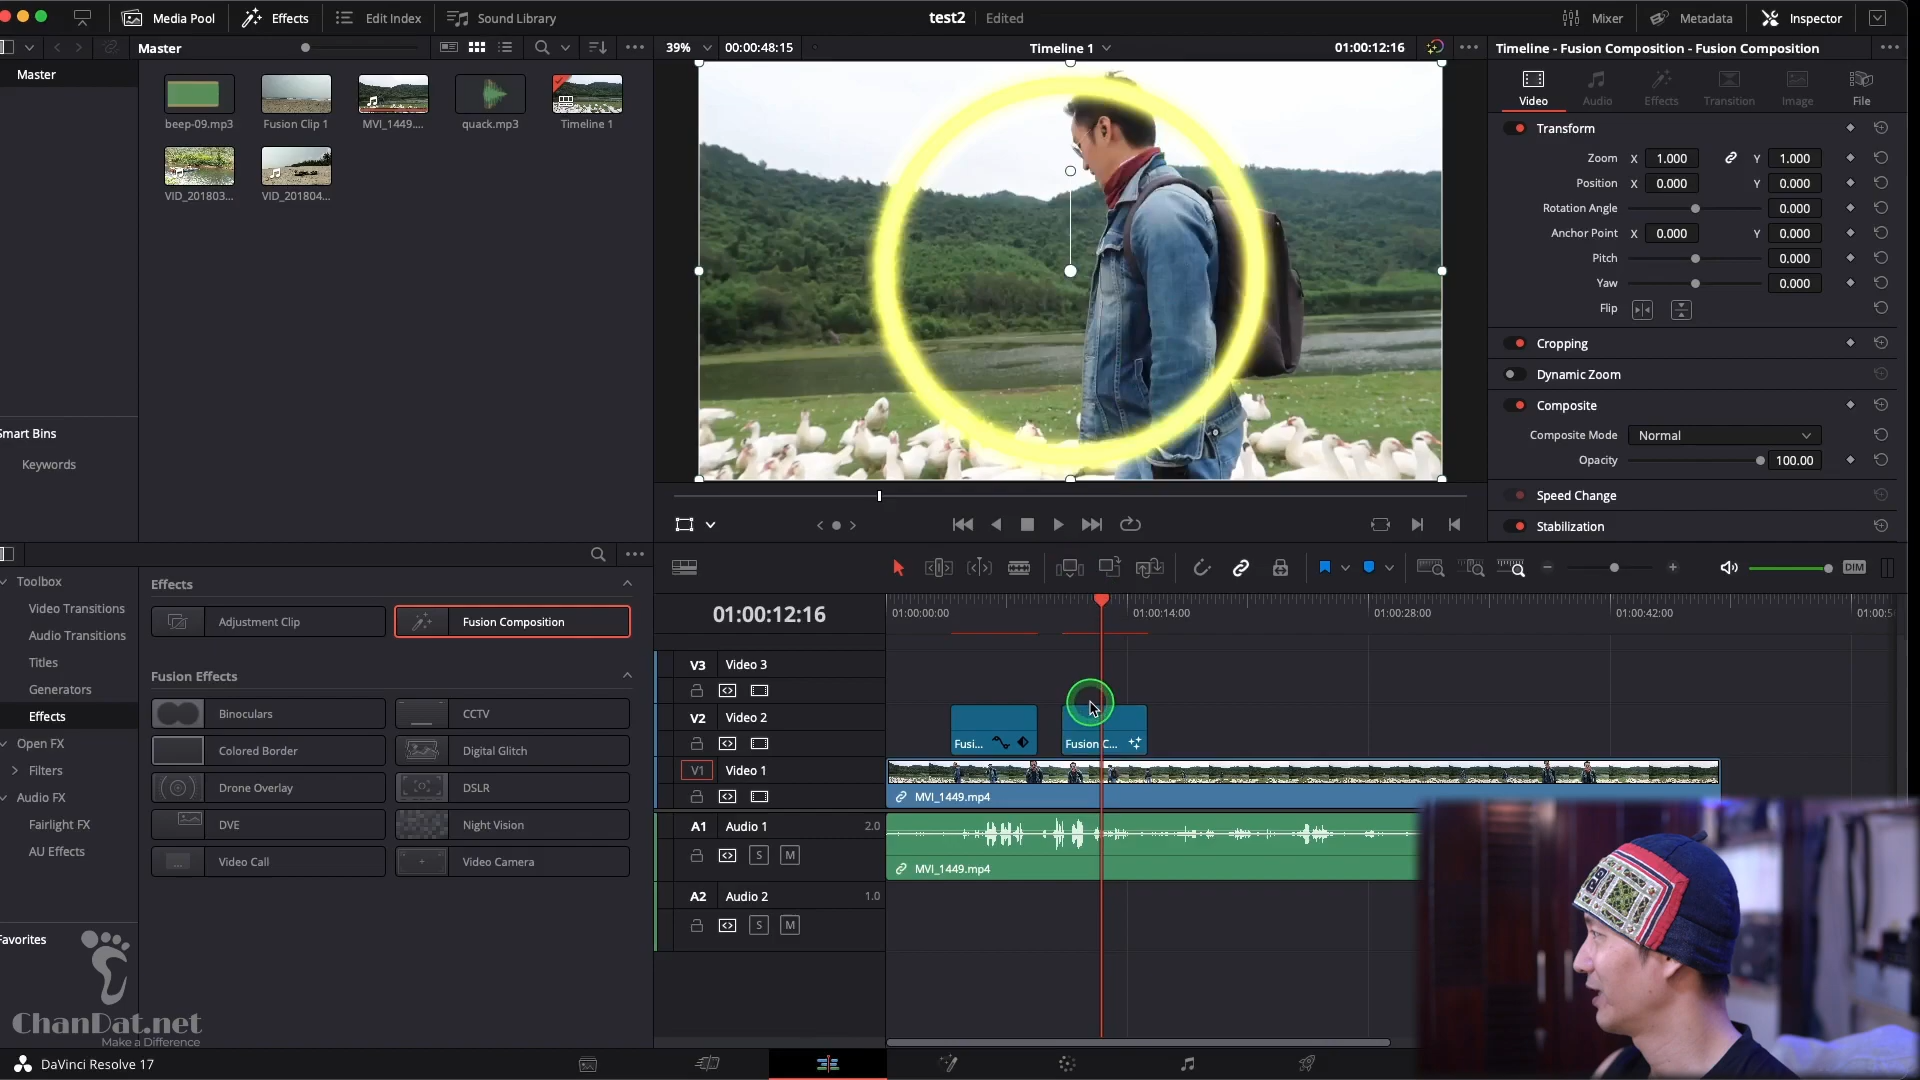 Media Pool
Effects
Edit Index
Sound Library
test2
Edited
Mixer
Metadata
Inspector
Master
39%
00:00:48:15
Timeline 1
01:00:12:16
Timeline - Fusion Composition - Fusion Composition
Master
beep-09.mp3
Fusion Clip 1
MVI_1449....
quack.mp3
Timeline 1
VID_201803...
VID_201804...
Smart Bins
Keywords
Video
Audio
Effects
Transition
Image
File
Transform
Zoom X 1.000 Y 1.000
Position X 0.000 Y 0.000
Rotation Angle 0.000
Anchor Point X 0.000 Y 0.000
Pitch 0.000
Yaw 0.000
Flip
Cropping
Dynamic Zoom
Composite
Composite Mode Normal
Opacity 100.00
Speed Change
Stabilization
Toolbox
Video Transitions
Audio Transitions
Titles
Generators
Effects
Open FX
Filters
Audio FX
Fairlight FX
AU Effects
Favorites
Effects
Adjustment Clip
Fusion Composition
Fusion Effects
Binoculars
CCTV
Colored Border
Digital Glitch
Drone Overlay
DSLR
DVE
Night Vision
Video Call
Video Camera
DIM
01:00:12:16
01:00:00:00
01:00:14:00
01:00:28:00
01:00:42:00
01:00:5
V3 Video 3
V2 Video 2
Fusi...
Fusion C...
V1 Video 1
MVI_1449.mp4
A1 Audio 1 2.0
S M
MVI_1449.mp4
A2 Audio 2 1.0
S M
ChanDat.net
Make a Difference
DaVinci Resolve 17